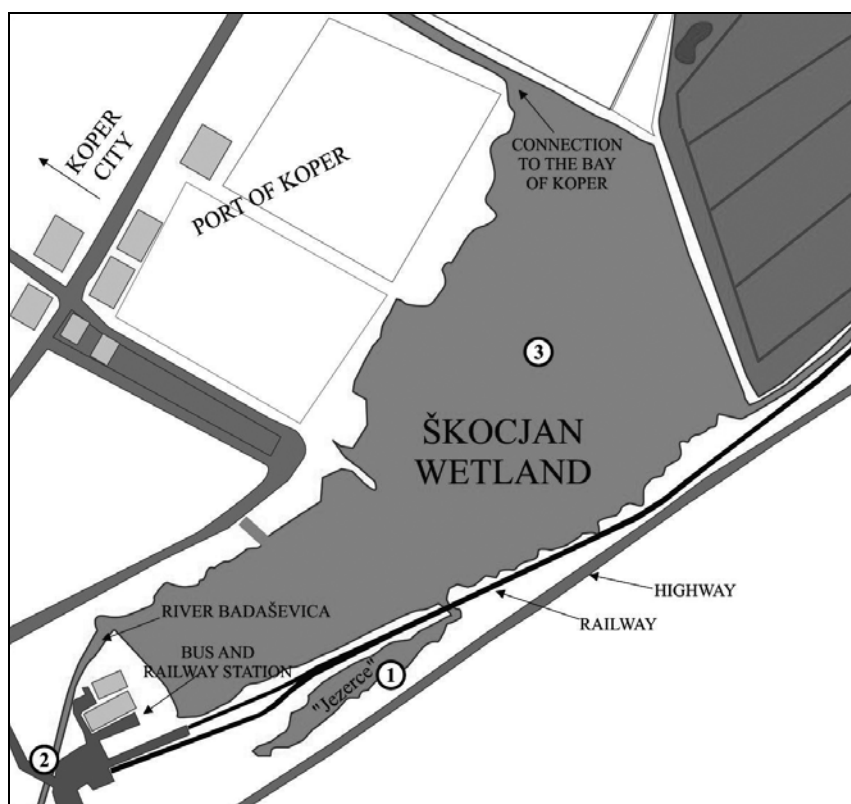 KOPER
CITY
PORT OF KOPER
CONNECTION
TO THE BAY
OF KOPER
3
ŠKOCJAN
WETLAND
HIGHWAY
RIVER BADAŠEVICA
RAILWAY
BUS AND
RAILWAY STATION
"Jezerce"
1
2